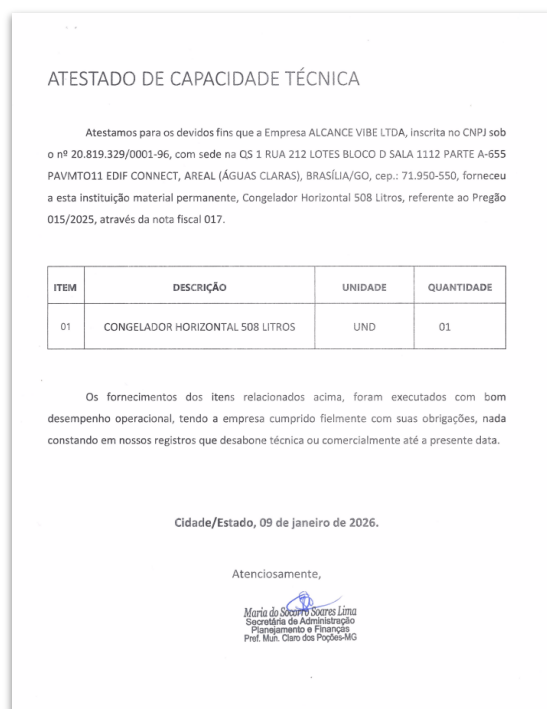 ATESTADO DE CAPACIDADE TÉCNICA
Atestamos para os devidos fins que a Empresa ALCANCE VIBE LTDA, inscrita no CNPJ sob
o nº 20.819.329/0001-96, com sede na QS 1 RUA 212 LOTES BLOCO D SALA 1112 PARTE A-655
PAVMTO11 EDIF CONNECT, AREAL (ÁGUAS CLARAS), BRASÍLIA/GO, cep.: 71.950-550, forneceu
a esta instituição material permanente, Congelador Horizontal 508 Litros, referente ao Pregão
015/2025, através da nota fiscal 017.
ITEM DESCRIÇÃO UNIDADE QUANTIDADE
01 CONGELADOR HORIZONTAL 508 LITROS UND 01
Os fornecimentos dos itens relacionados acima, foram executados com bom
desempenho operacional, tendo a empresa cumprido fielmente com suas obrigações, nada
constando em nossos registros que desabone técnica ou comercialmente até a presente data.
Cidade/Estado, 09 de janeiro de 2026.
Atenciosamente,
Maria do Socorro Soares Lima
Secretária de Administração
Planejamento e Finanças
Pref. Mun. Claro dos Poções-MG